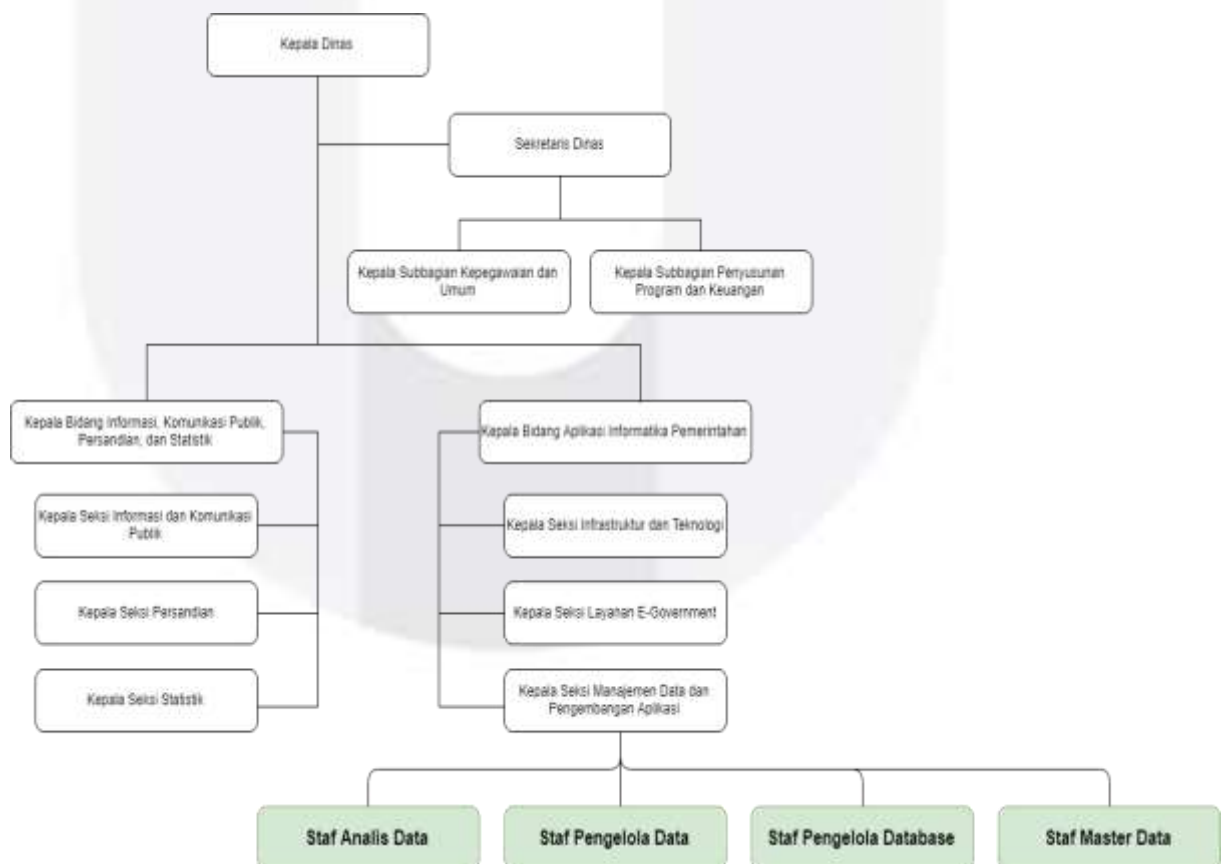 Kepala Dinas
Sekretaris Dinas
Kepala Subbagian Kepegawaian dan
Umum
Kepala Subbagian Penyusunan
Program dan Keuangan
Kepala Bidang Informasi, Komunikasi Publik,
Persandian, dan Statistik
Kepala Bidang Aplikasi Informatika Pemerintahan
Kepala Seksi Informasi dan Komunikasi
Publik
Kepala Seksi Infrastruktur dan Teknologi
Kepala Seksi Persandian
Kepala Seksi Layahan E-Government
Kepala Seksi Statistik
Kepala Seksi Manajemen Data dan
Pengembangan Aplikasi
Staf Analis Data
Staf Pengelola Data
Staf Pengelola Database
Staf Master Data